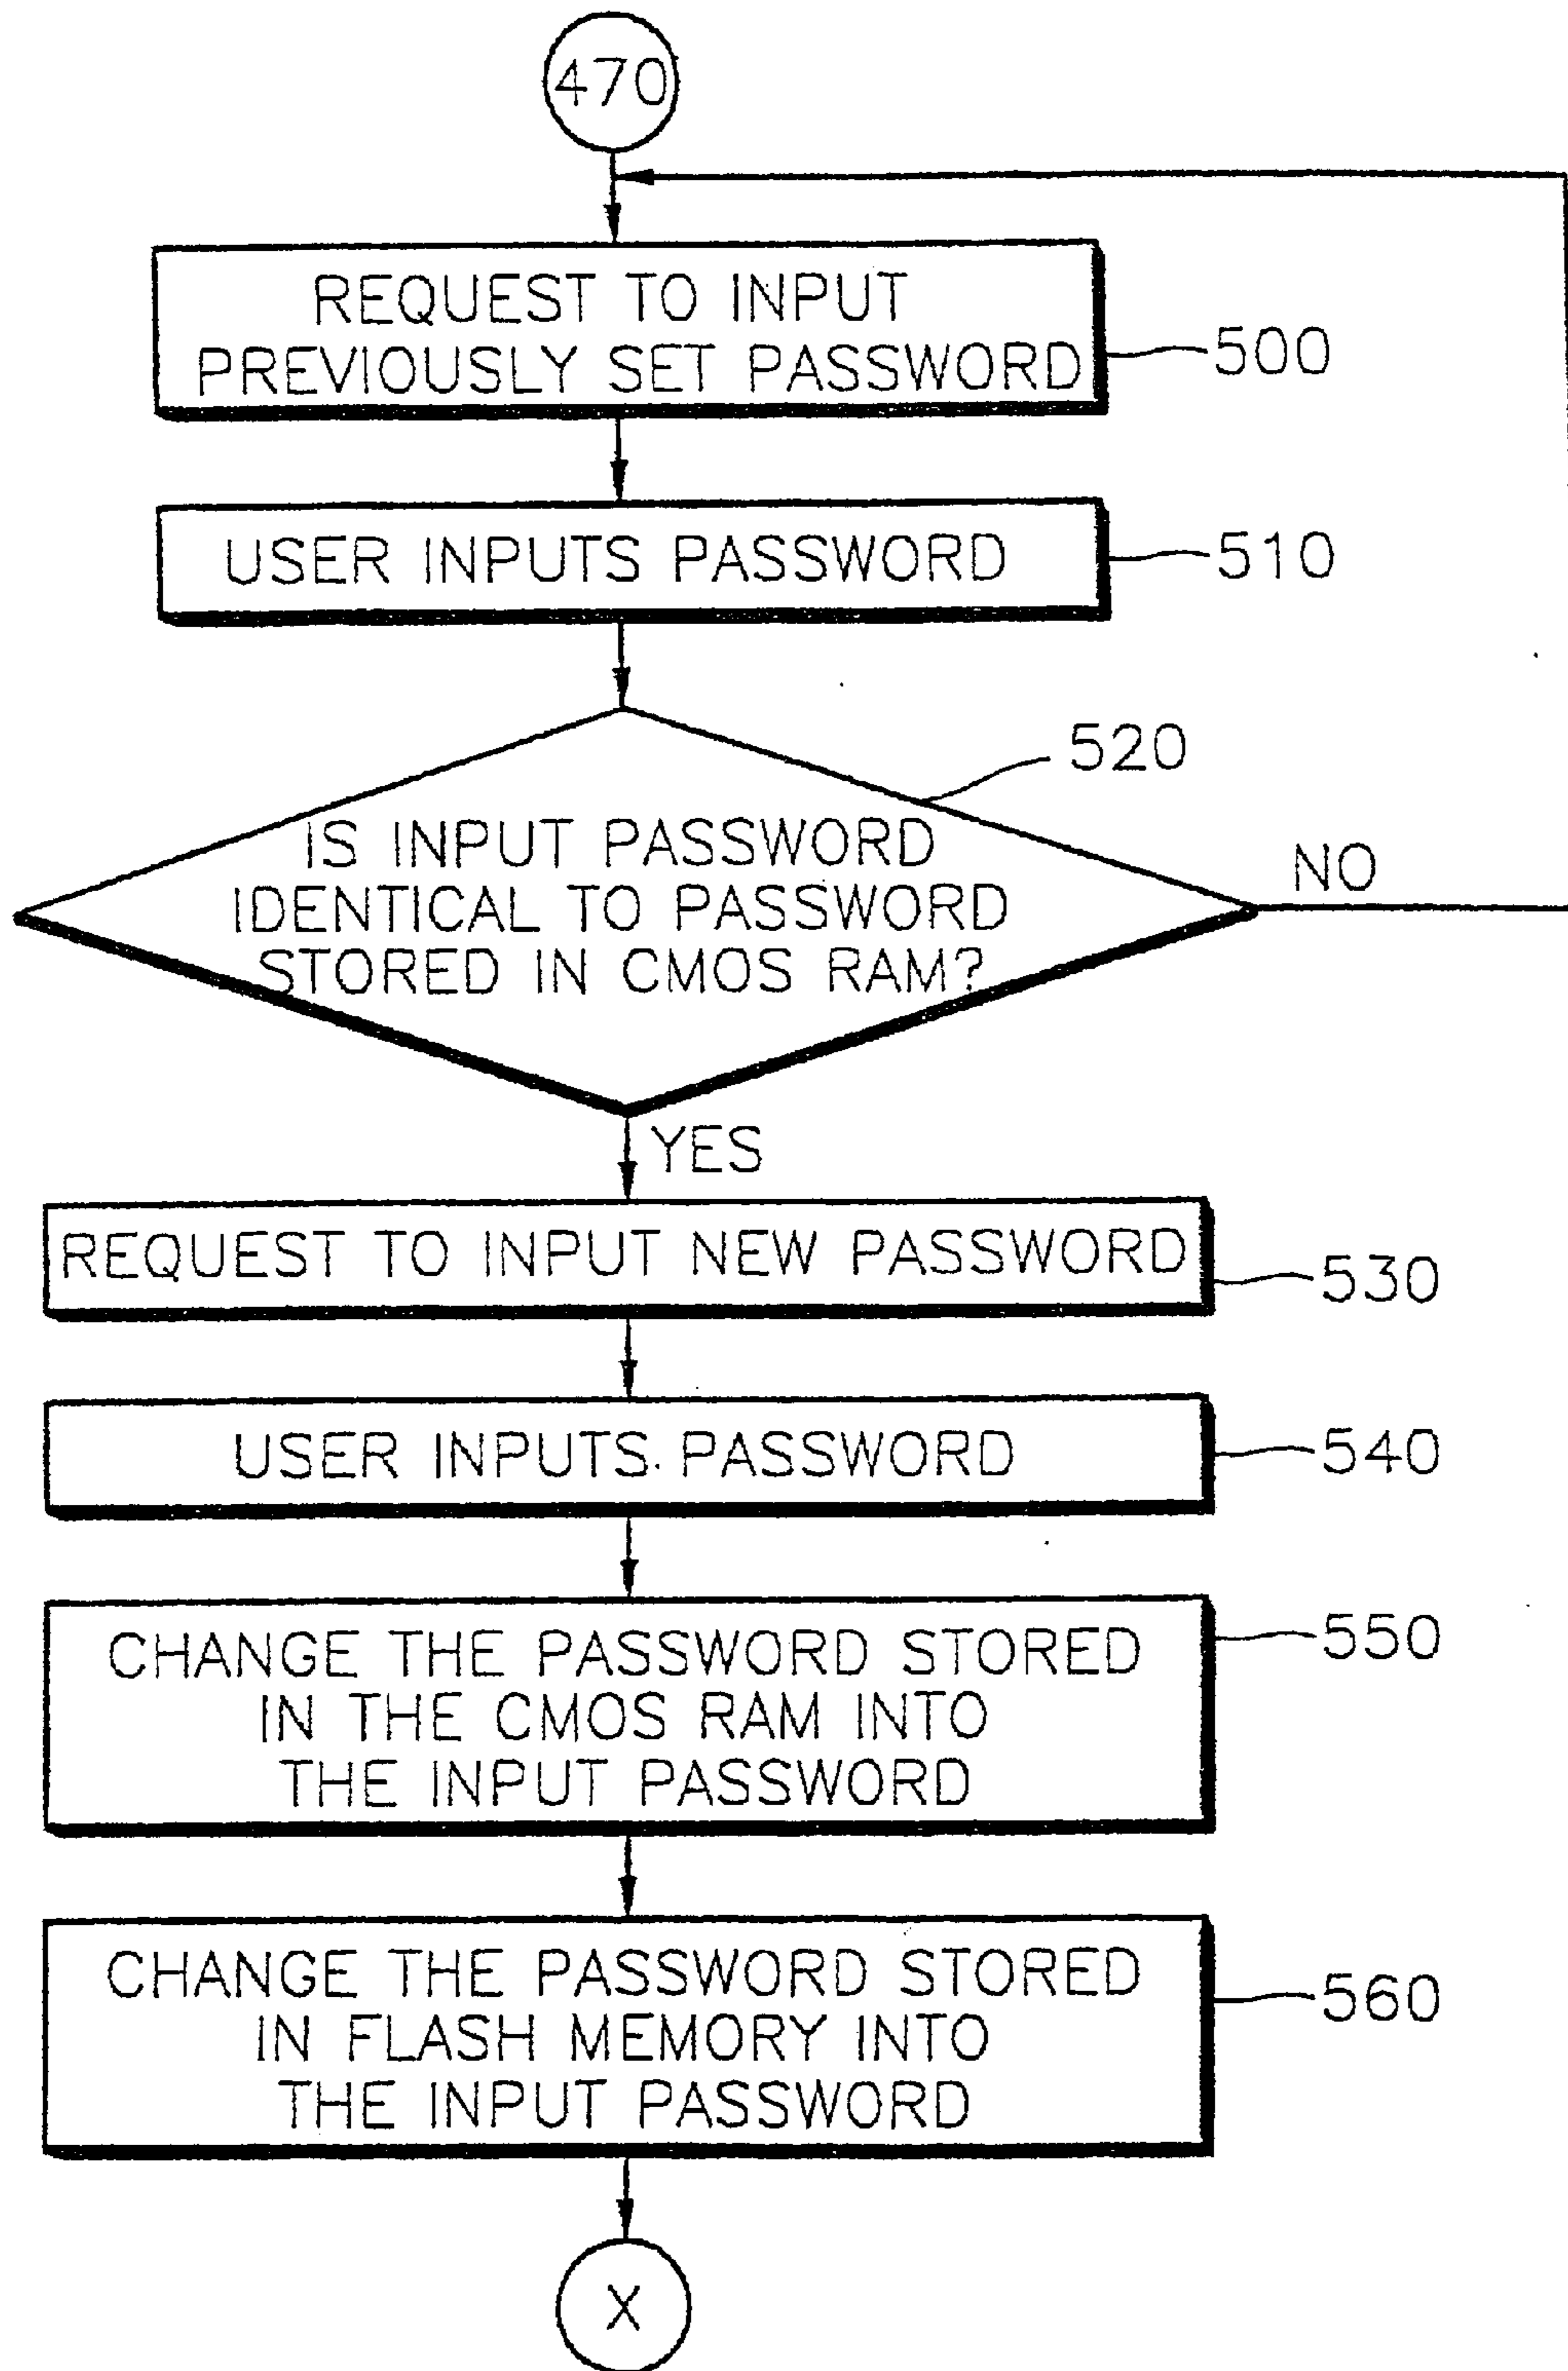 470
REQUEST TO INPUT
PREVIOUSLY SET PASSWORD
500
USER INPUTS PASSWORD
510
520
IS INPUT PASSWORD
IDENTICAL TO PASSWORD
STORED IN CMOS RAM?
NO
YES
REQUEST TO INPUT NEW PASSWORD
530
USER INPUTS PASSWORD
540
CHANGE THE PASSWORD STORED
IN THE CMOS RAM INTO
THE INPUT PASSWORD
550
CHANGE THE PASSWORD STORED
IN FLASH MEMORY INTO
THE INPUT PASSWORD
560
X